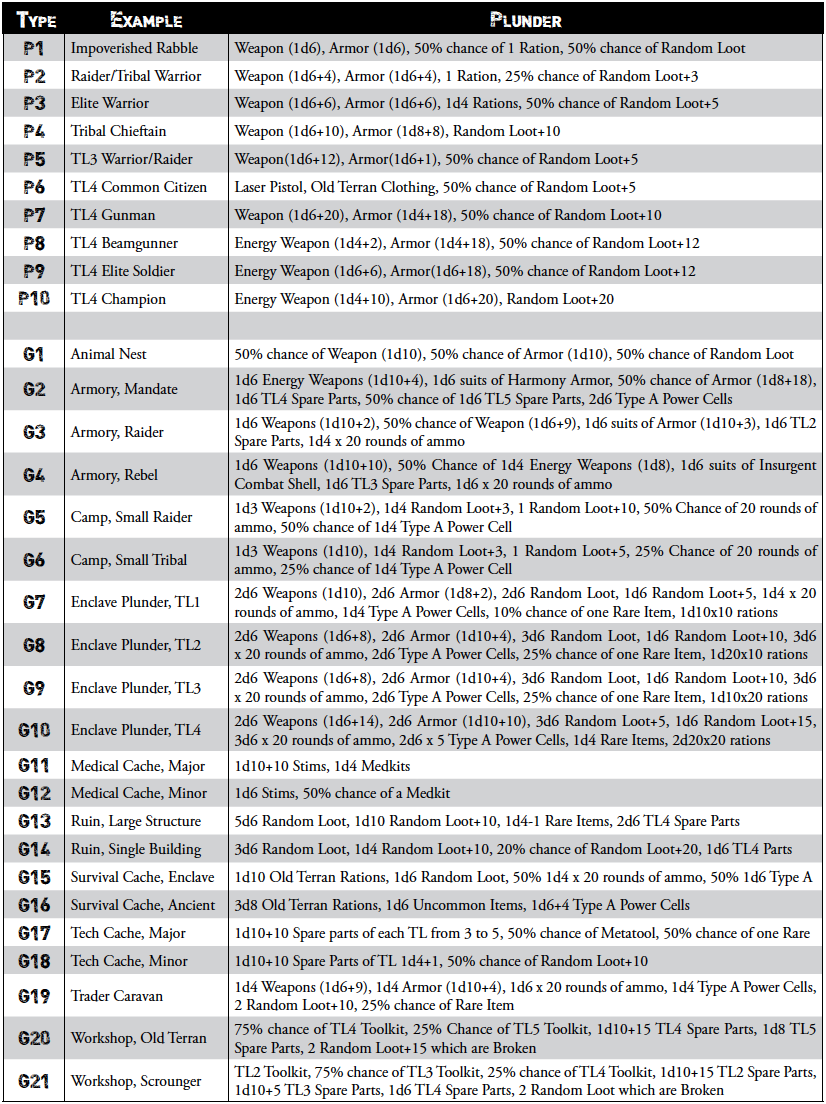 Type Example Plunder
P1 Impoverished Rabble Weapon (1d6), Armor (1d6), 50% chance of 1 Ration, 50% chance of Random Loot
P2 Raider/Tribal Warrior Weapon (1d6+4), Armor (1d6+4), 1 Ration, 25% chance of Random Loot+3
P3 Elite Warrior Weapon (1d6+6), Armor (1d6+6), 1d4 Rations, 50% chance of Random Loot+5
P4 Tribal Chieftain Weapon (1d6+10), Armor (1d8+8), Random Loot+10
P5 TL3 Warrior/Raider Weapon(1d6+12), Armor(1d6+1), 50% chance of Random Loot+5
P6 TL4 Common Citizen Laser Pistol, Old Terran Clothing, 50% chance of Random Loot+5
P7 TL4 Gunman Weapon (1d6+20), Armor (1d4+18), 50% chance of Random Loot+10
P8 TL4 Beamgunner Energy Weapon (1d4+2), Armor (1d4+18), 50% chance of Random Loot+12
P9 TL4 Elite Soldier Energy Weapon (1d6+6), Armor(1d6+18), 50% chance of Random Loot+12
P10 TL4 Champion Energy Weapon (1d4+10), Armor (1d6+20), Random Loot+20
G1 Animal Nest 50% chance of Weapon (1d10), 50% chance of Armor (1d10), 50% chance of Random Loot
G2 Armory, Mandate 1d6 Energy Weapons (1d10+4), 1d6 suits of Harmony Armor, 50% chance of Armor (1d8+18),
1d6 TL4 Spare Parts, 50% chance of 1d6 TL5 Spare Parts, 2d6 Type A Power Cells
G3 Armory, Raider 1d6 Weapons (1d10+2), 50% chance of Weapon (1d6+9), 1d6 suits of Armor (1d10+3), 1d6 TL2
Spare Parts, 1d4 x 20 rounds of ammo
G4 Armory, Rebel 1d6 Weapons (1d10+10), 50% Chance of 1d4 Energy Weapons (1d8), 1d6 suits of Insurgent
Combat Shell, 1d6 TL3 Spare Parts, 1d6 x 20 rounds of ammo
G5 Camp, Small Raider 1d3 Weapons (1d10+2), 1d4 Random Loot+3, 1 Random Loot+10, 50% Chance of 20 rounds of
ammo, 50% chance of 1d4 Type A Power Cell
G6 Camp, Small Tribal 1d3 Weapons (1d10), 1d4 Random Loot+3, 1 Random Loot+5, 25% Chance of 20 rounds of
ammo, 25% chance of 1d4 Type A Power Cell
G7 Enclave Plunder, TL1 2d6 Weapons (1d10), 2d6 Armor (1d8+2), 2d6 Random Loot, 1d6 Random Loot+5, 1d4 x 20
rounds of ammo, 1d4 Type A Power Cells, 10% chance of one Rare Item, 1d10x10 rations
G8 Enclave Plunder, TL2 2d6 Weapons (1d6+8), 2d6 Armor (1d10+4), 3d6 Random Loot, 1d6 Random Loot+10, 3d6
x 20 rounds of ammo, 2d6 Type A Power Cells, 25% chance of one Rare Item, 1d20x10 rations
G9 Enclave Plunder, TL3 2d6 Weapons (1d6+8), 2d6 Armor (1d10+4), 3d6 Random Loot, 1d6 Random Loot+10, 3d6
x 20 rounds of ammo, 2d6 Type A Power Cells, 25% chance of one Rare Item, 1d10x20 rations
G10 Enclave Plunder, TL4 2d6 Weapons (1d6+14), 2d6 Armor (1d10+10), 3d6 Random Loot+5, 1d6 Random Loot+15,
3d6 x 20 rounds of ammo, 2d6 x 5 Type A Power Cells, 1d4 Rare Items, 2d20x20 rations
G11 Medical Cache, Major 1d10+10 Stims, 1d4 Medkits
G12 Medical Cache, Minor 1d6 Stims, 50% chance of a Medkit
G13 Ruin, Large Structure 5d6 Random Loot, 1d10 Random Loot+10, 1d4-1 Rare Items, 2d6 TL4 Spare Parts
G14 Ruin, Single Building 3d6 Random Loot, 1d4 Random Loot+10, 20% chance of Random Loot+20, 1d6 TL4 Parts
G15 Survival Cache, Enclave 1d10 Old Terran Rations, 1d6 Random Loot, 50% 1d4 x 20 rounds of ammo, 50% 1d6 Type A
G16 Survival Cache, Ancient 3d8 Old Terran Rations, 1d6 Uncommon Items, 1d6+4 Type A Power Cells
G17 Tech Cache, Major 1d10+10 Spare parts of each TL from 3 to 5, 50% chance of Metatool, 50% chance of one Rare
G18 Tech Cache, Minor 1d10+10 Spare Parts of TL 1d4+1, 50% chance of Random Loot+10
G19 Trader Caravan 1d4 Weapons (1d6+9), 1d4 Armor (1d10+4), 1d6 x 20 rounds of ammo, 1d4 Type A Power Cells,
2 Random Loot+10, 25% chance of Rare Item
G20 Workshop, Old Terran 75% chance of TL4 Toolkit, 25% Chance of TL5 Toolkit, 1d10+15 TL4 Spare Parts, 1d8 TL5
Spare Parts, 2 Random Loot+15 which are Broken
G21 Workshop, Scrounger TL2 Toolkit, 75% chance of TL3 Toolkit, 25% chance of TL4 Toolkit, 1d10+15 TL2 Spare Parts,
1d10+5 TL3 Spare Parts, 1d6 TL4 Spare Parts, 2 Random Loot which are Broken